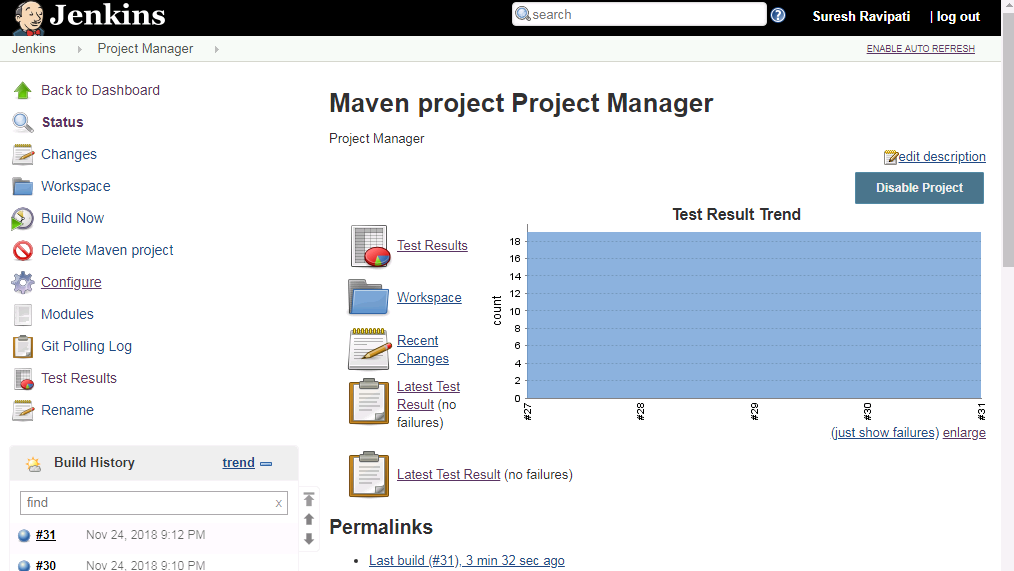 Jenkins
search
Suresh Ravipati | log out
Jenkins Project Manager
ENABLE AUTO REFRESH
Back to Dashboard
Status
Changes
Workspace
Build Now
Delete Maven project
Configure
Modules
Git Polling Log
Test Results
Rename
Build History trend
find x
#31 Nov 24, 2018 9:12 PM
#30 Nov 24, 2018 9:10 PM
Maven project Project Manager
Project Manager
edit description
Disable Project
Test Results
Workspace
Recent
Changes
Latest Test
Result (no
failures)
Test Result Trend
count
18
16
14
12
10
8
6
4
2
0
#27 #28 #29 #30 #31
(just show failures) enlarge
Latest Test Result (no failures)
Permalinks
Last build (#31), 3 min 32 sec ago